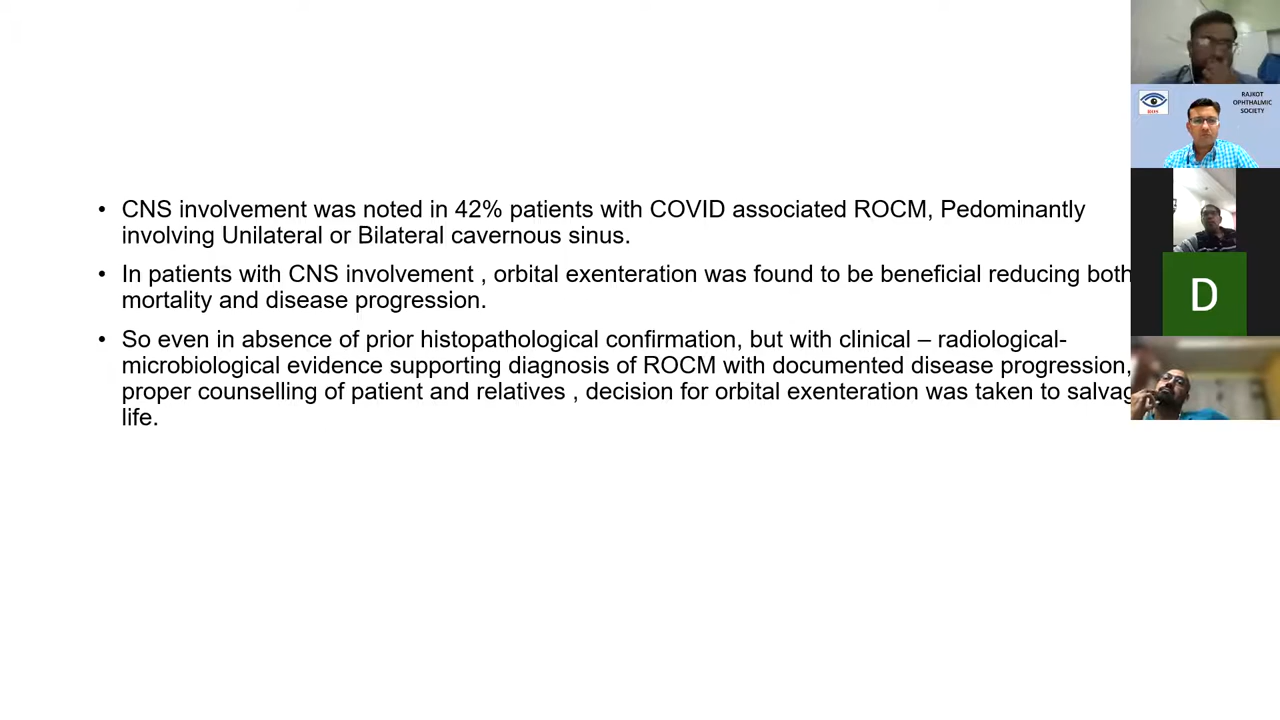 • CNS involvement was noted in 42% patients with COVID associated ROCM, Pedominantly
involving Unilateral or Bilateral cavernous sinus.
• In patients with CNS involvement , orbital exenteration was found to be beneficial reducing both
mortality and disease progression.
• So even in absence of prior histopathological confirmation, but with clinical – radiological-
microbiological evidence supporting diagnosis of ROCM with documented disease progression,
proper counselling of patient and relatives , decision for orbital exenteration was taken to salvag
life.
RAJKOT
OPHTHALMIC
SOCIETY
D